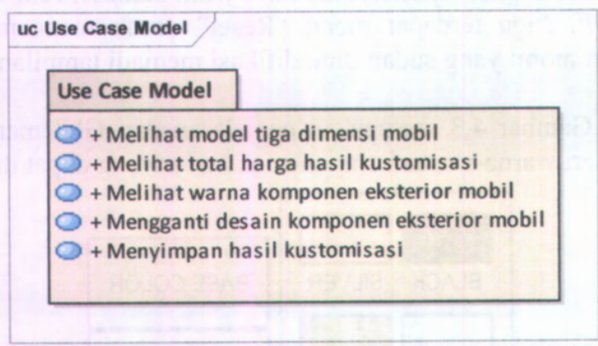 uc Use Case Model
Use Case Model
+ Melihat model tiga dimensi mobil
+ Melihat total harga hasil kustomisasi
+ Melihat warna komponen eksterior mobil
+ Mengganti desain komponen eksterior mobil
+ Menyimpan hasil kustomisasi